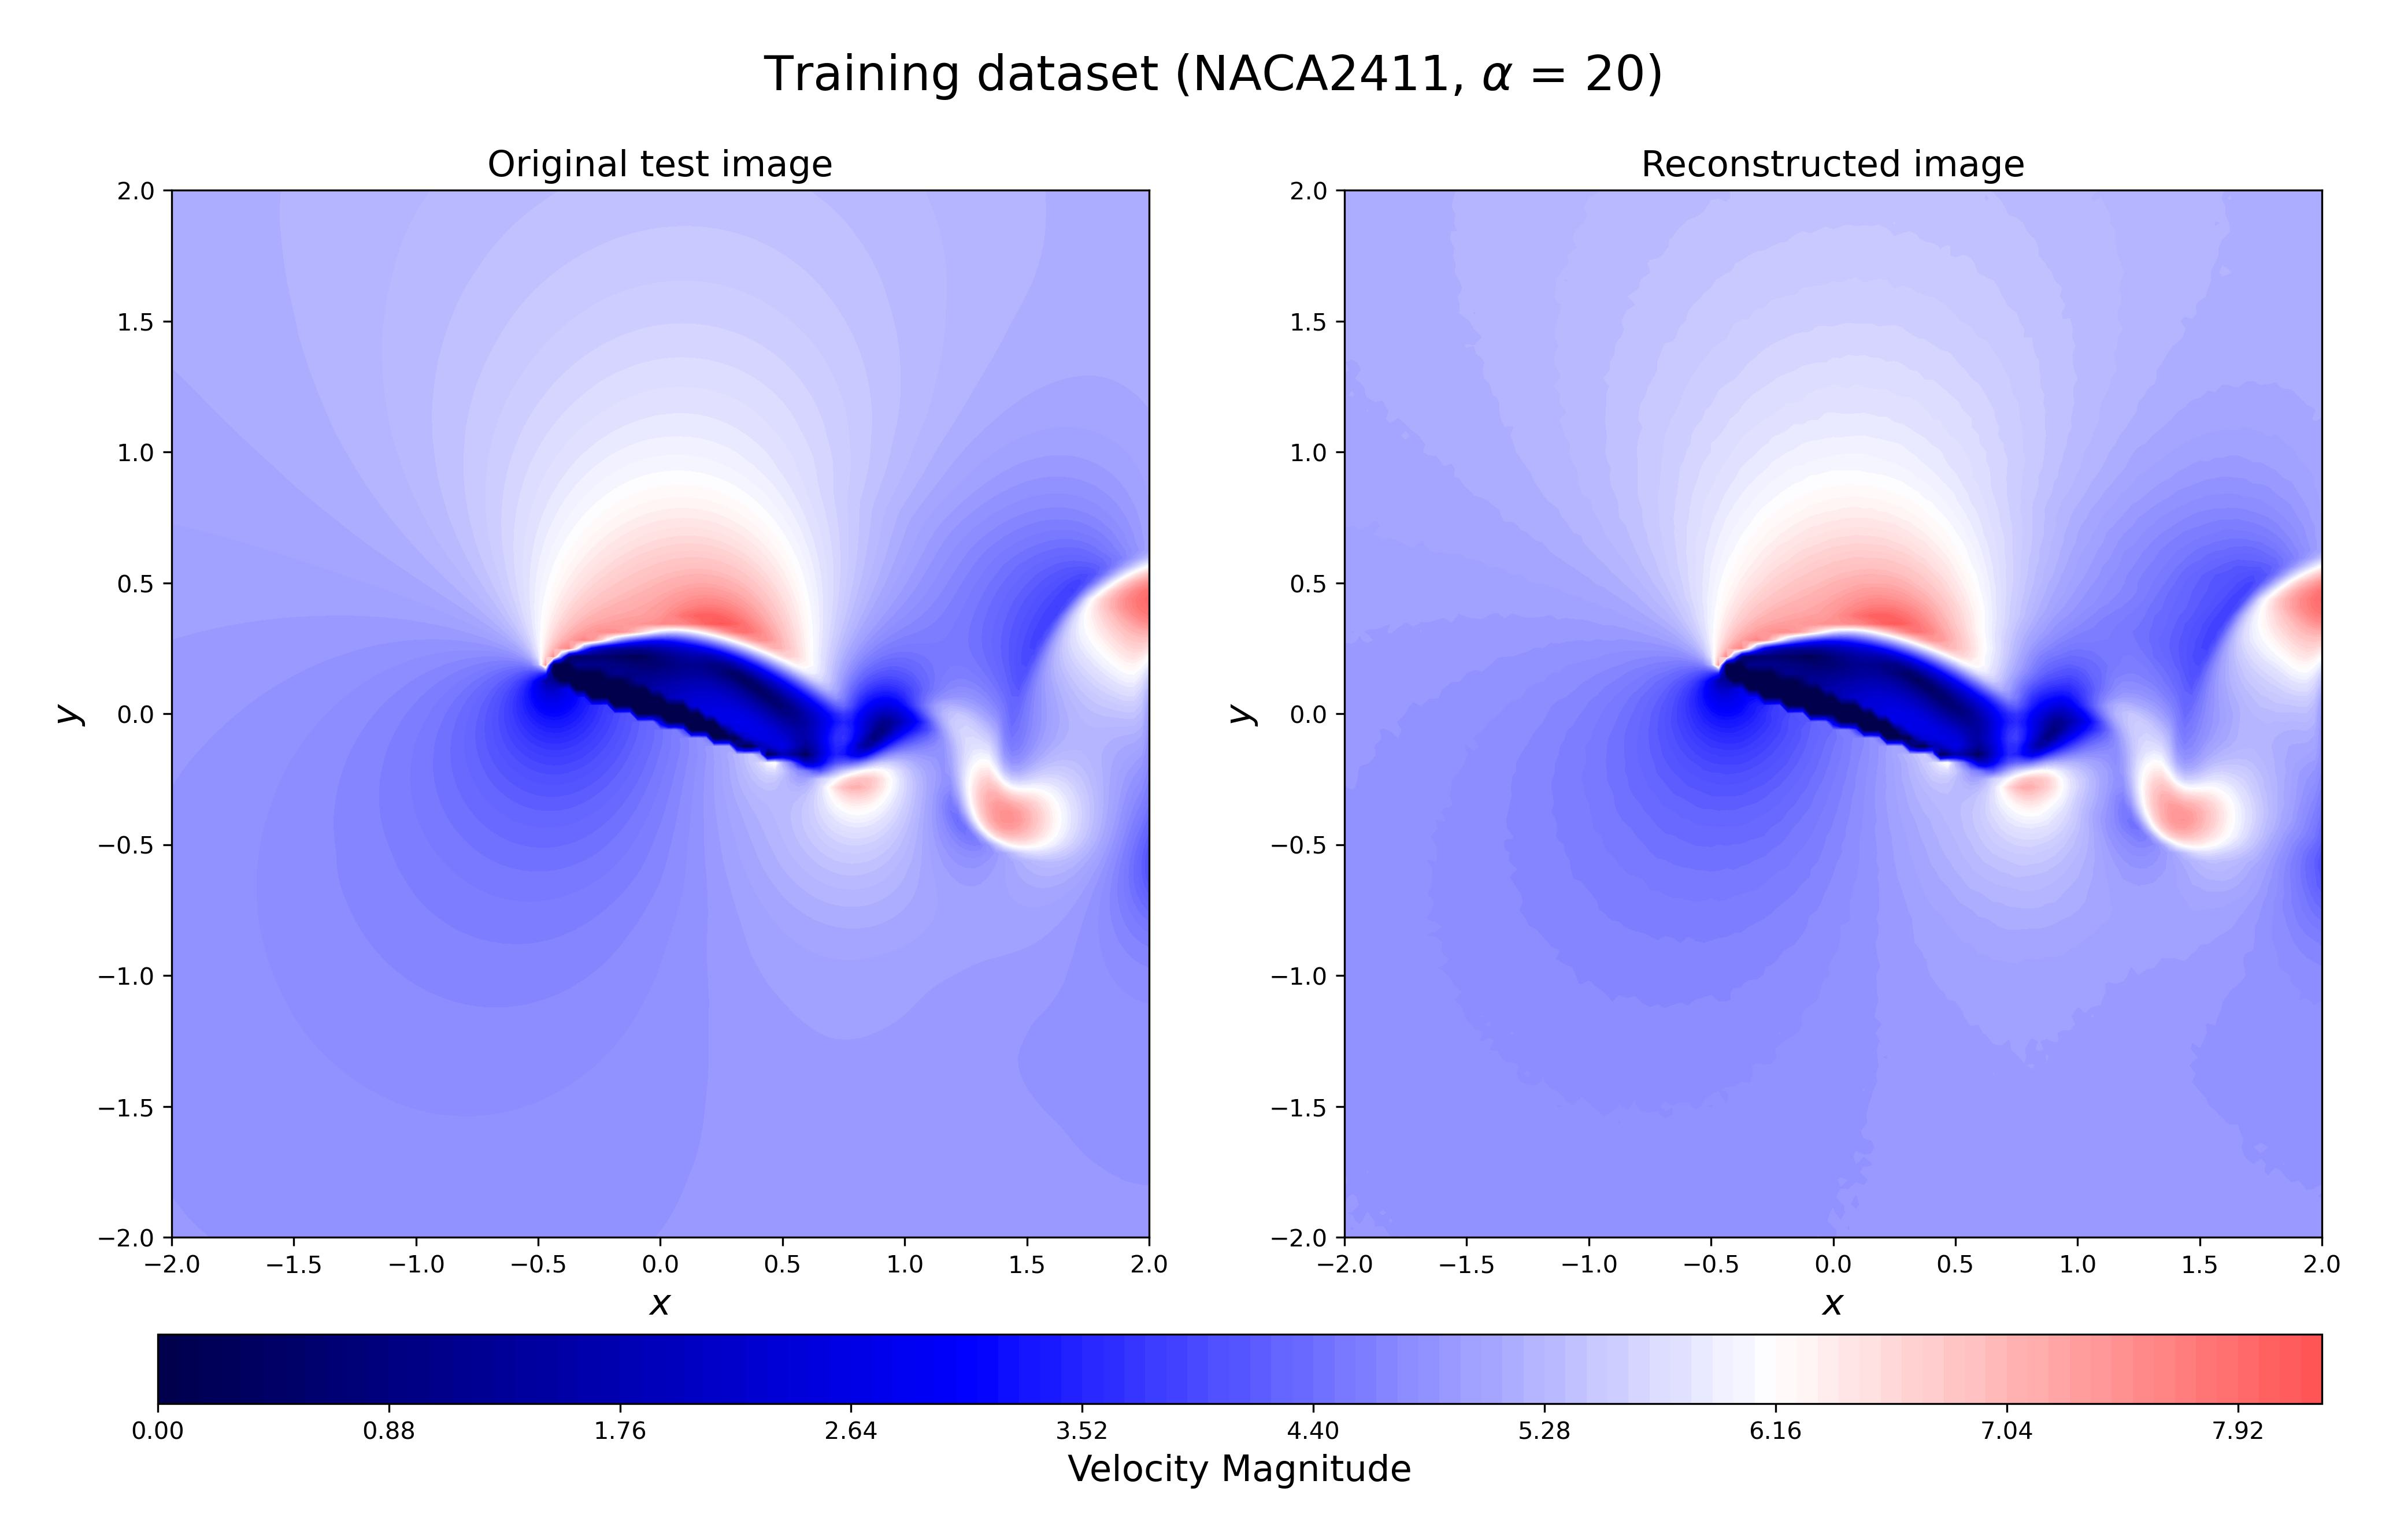 Training dataset (NACA2411, α = 20)
Original test image
2.0
1.5
1.0
0.5
0.0
−0.5
−1.0
−1.5
−2.0
y
−2.0 −1.5 −1.0 −0.5 0.0 0.5 1.0 1.5 2.0
x
Reconstructed image
2.0
1.5
1.0
0.5
0.0
−0.5
−1.0
−1.5
−2.0
y
−2.0 −1.5 −1.0 −0.5 0.0 0.5 1.0 1.5 2.0
x
0.00 0.88 1.76 2.64 3.52 4.40 5.28 6.16 7.04 7.92
Velocity Magnitude